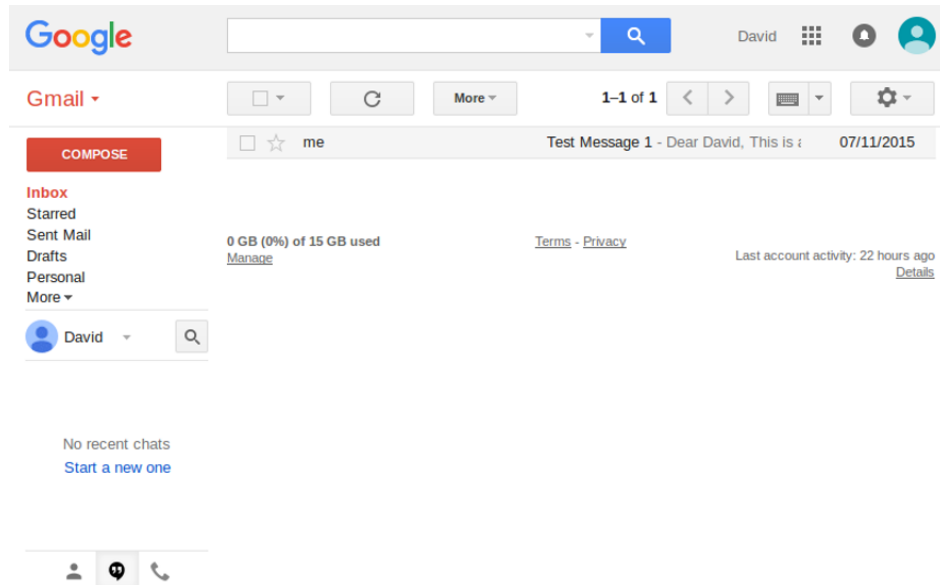 Google
David
Gmail
More
1–1 of 1
COMPOSE
me Test Message 1 - Dear David, This is a 07/11/2015
Inbox
Starred
Sent Mail
Drafts
Personal
More
0 GB (0%) of 15 GB used
Manage
Terms - Privacy
Last account activity: 22 hours ago
Details
David
No recent chats
Start a new one